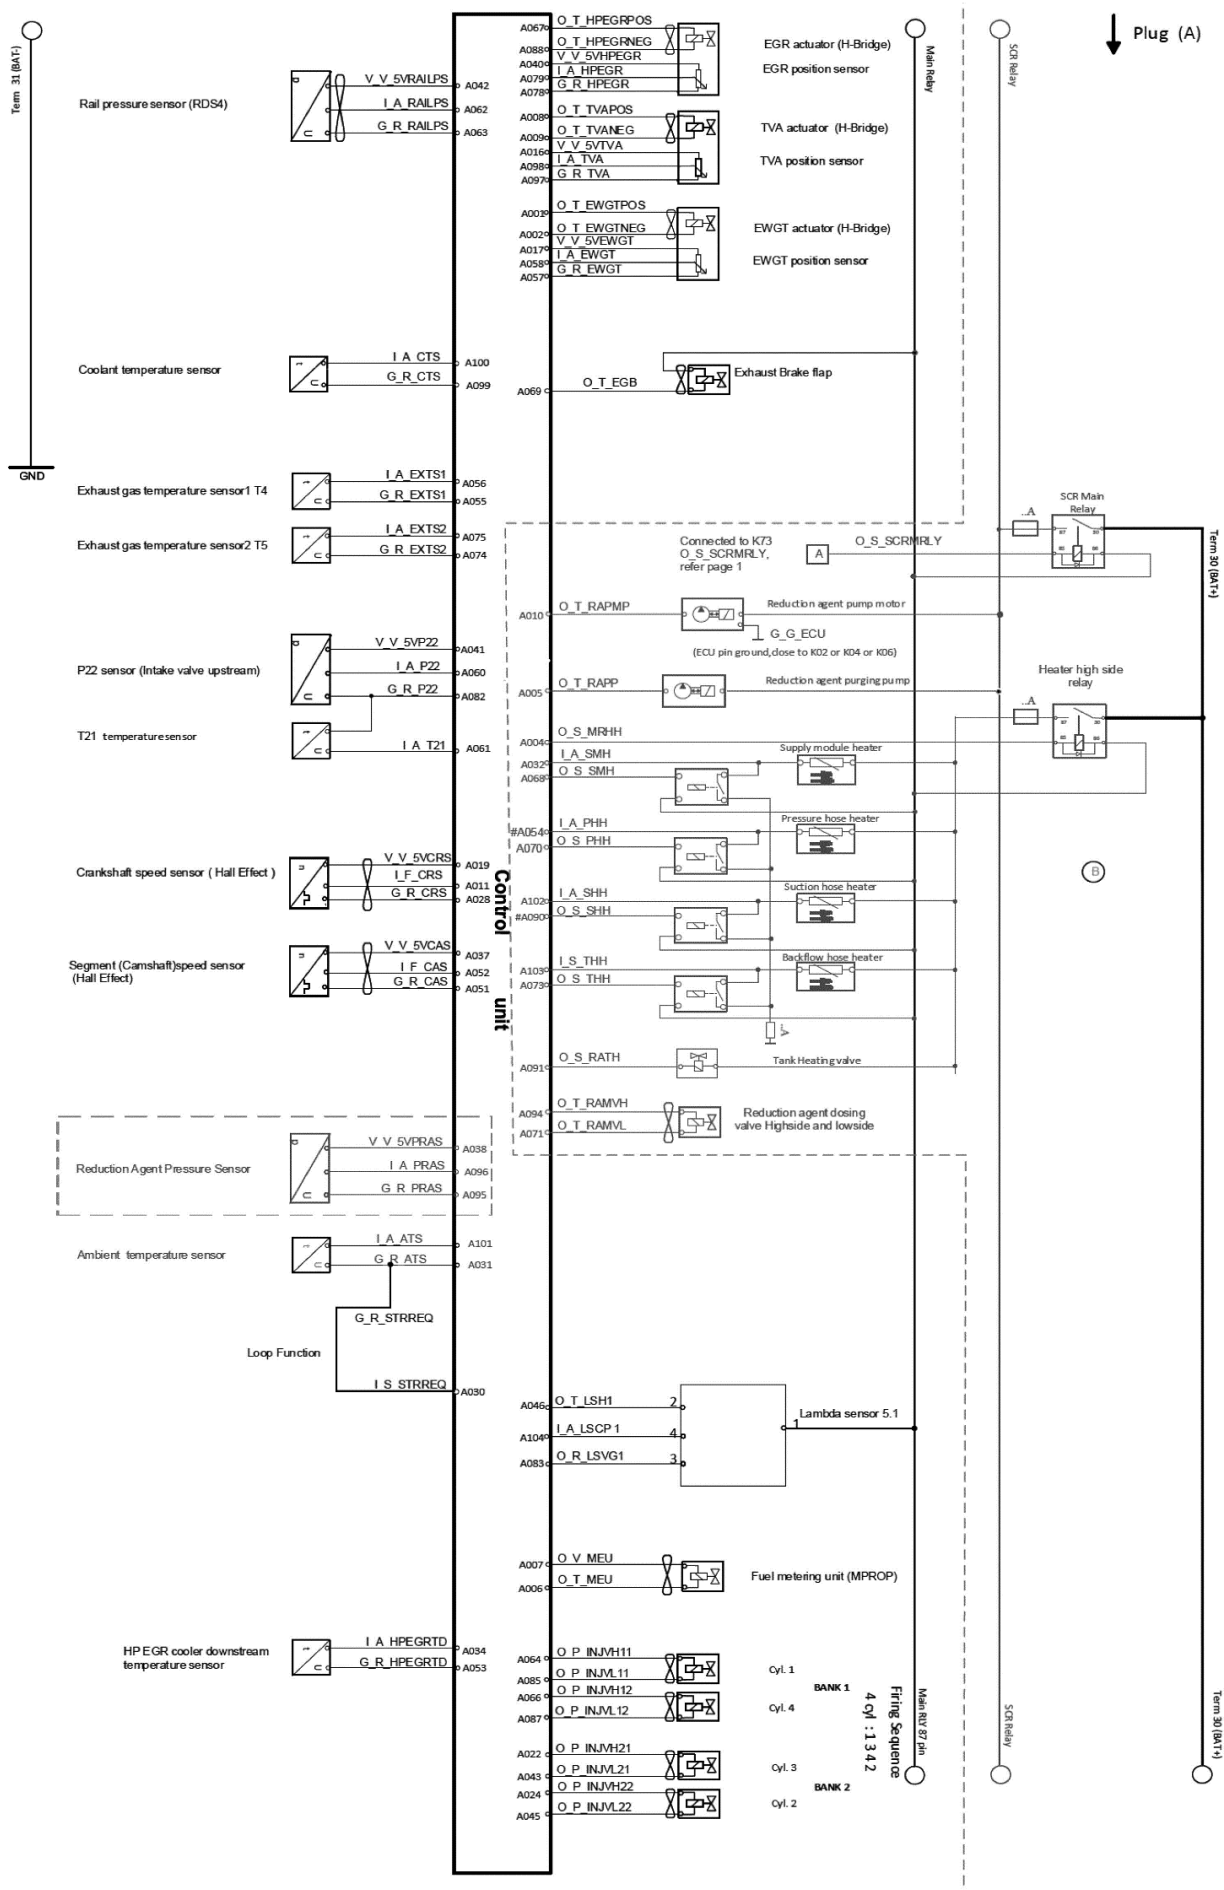 Plug (A)
Term 31 (BAT-)
GND
Main Relay
SCR Relay
Rail pressure sensor (RDS4)
V_V_5VRAILPS
A042
I_A_RAILPS
A062
G_R_RAILPS
A063
Coolant temperature sensor
I_A_CTS
A100
G_R_CTS
A099
Exhaust gas temperature sensor1 T4
I_A_EXTS1
A056
G_R_EXTS1
A055
Exhaust gas temperature sensor2 T5
I_A_EXTS2
A075
G_R_EXTS2
A074
P22 sensor (Intake valve upstream)
V_V_5VP22
A041
I_A_P22
A060
G_R_P22
A082
T21 temperature sensor
I_A_T21
A061
Crankshaft speed sensor ( Hall Effect )
V_V_5VCRS
A019
I_F_CRS
A011
G_R_CRS
A028
Segment (Camshaft)speed sensor
(Hall Effect)
V_V_5VCAS
A037
I_F_CAS
A052
G_R_CAS
A051
Reduction Agent Pressure Sensor
V_V_5VPRAS
A038
I_A_PRAS
A096
G_R_PRAS
A095
Ambient temperature sensor
I_A_ATS
A101
G_R_ATS
A031
G_R_STRREQ
Loop Function
I_S_STRREQ
A030
HP EGR cooler downstream
temperature sensor
I_A_HPEGRTD
A034
G_R_HPEGRTD
A053
Control unit
A067
O_T_HPEGRPOS
A088
O_T_HPEGRNEG
A040
V_V_5VHPEGR
A079
I_A_HPEGR
A078
G_R_HPEGR
EGR actuator (H-Bridge)
EGR position sensor
A008
O_T_TVAPOS
A009
O_T_TVANEG
A016
V_V_5VTVA
A098
I_A_TVA
A097
G_R_TVA
TVA actuator (H-Bridge)
TVA position sensor
A001
O_T_EWGTPOS
A002
O_T_EWGTNEG
A017
V_V_5VEWGT
A058
I_A_EWGT
A057
G_R_EWGT
EWGT actuator (H-Bridge)
EWGT position sensor
A069
O_T_EGB
Exhaust Brake flap
Connected to K73
O_S_SCRMRLY,
refer page 1
A
O_S_SCRMRLY
SCR Main
Relay
..A
87
30
85
86
Term 30 (BAT+)
A010
O_T_RAPMP
Reduction agent pump motor
G_G_ECU
(ECU pin ground,close to K02 or K04 or K06)
A005
O_T_RAPP
Reduction agent purging pump
Heater high side
relay
..A
87
30
85
86
A004
O_S_MRHH
A032
I_A_SMH
A068
O_S_SMH
Supply module heater
#A054
I_A_PHH
A070
O_S_PHH
Pressure hose heater
A102
I_A_SHH
#A090
O_S_SHH
Suction hose heater
A103
I_S_THH
A073
O_S_THH
Backflow hose heater
B
..A
A091
O_S_RATH
Tank Heating valve
A094
O_T_RAMVH
A071
O_T_RAMVL
Reduction agent dosing
valve Highside and lowside
A046
O_T_LSH1
2
A104
I_A_LSCP 1
4
A083
O_R_LSVG1
3
1
Lambda sensor 5.1
A007
O_V_MEU
A006
O_T_MEU
Fuel metering unit (MPROP)
A064
O_P_INJVH11
A085
O_P_INJVL11
Cyl. 1
A066
O_P_INJVH12
A087
O_P_INJVL12
Cyl. 4
BANK 1
A022
O_P_INJVH21
A043
O_P_INJVL21
Cyl. 3
A024
O_P_INJVH22
A045
O_P_INJVL22
Cyl. 2
BANK 2
Firing Sequence
4 cyl : 1 3 4 2
Main RLY 87 pin
SCR Relay
Term 30 (BAT+)